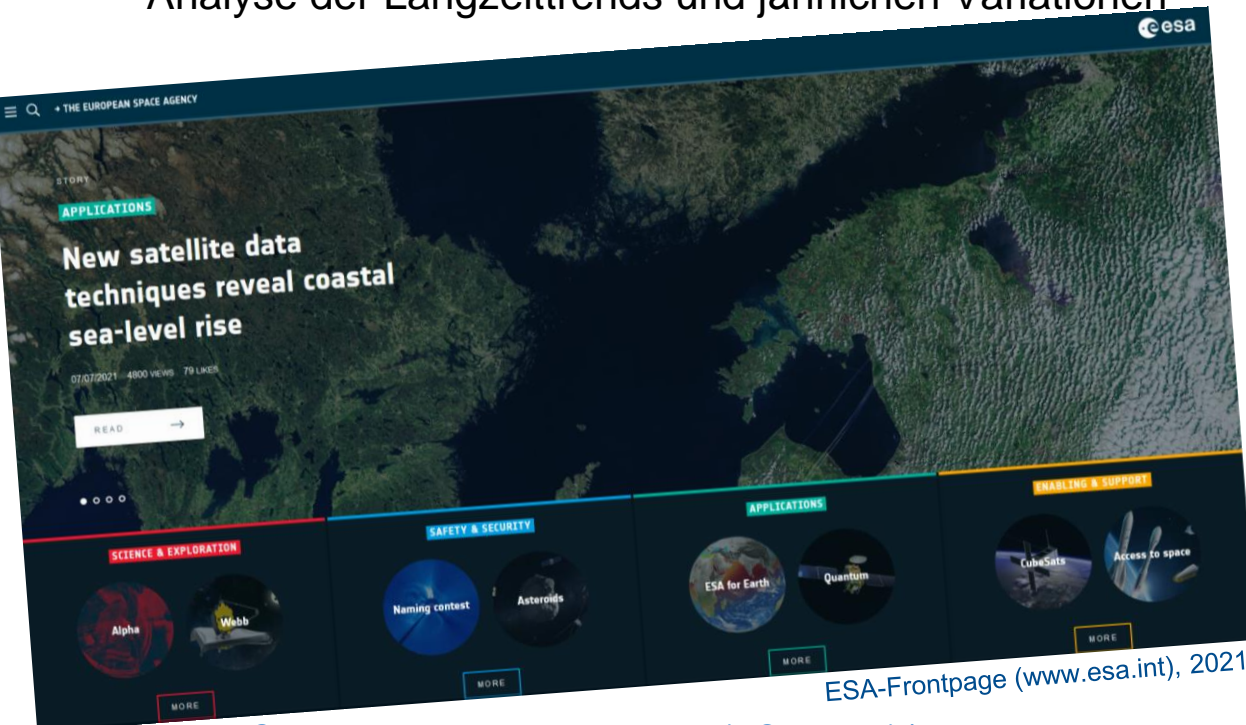 Analyse der Langzeittrends und jährlichen Variationen
esa
→ THE EUROPEAN SPACE AGENCY
STORY
APPLICATIONS
New satellite data
techniques reveal coastal
sea-level rise
07/07/2021 4800 VIEWS 79 LIKES
READ →
SCIENCE & EXPLORATION
SAFETY & SECURITY
APPLICATIONS
ENABLING & SUPPORT
Alpha
Webb
Naming contest
Asteroids
ESA for Earth
Quantum
CubeSats
Access to space
MORE
MORE
MORE
MORE
ESA-Frontpage (www.esa.int), 2021